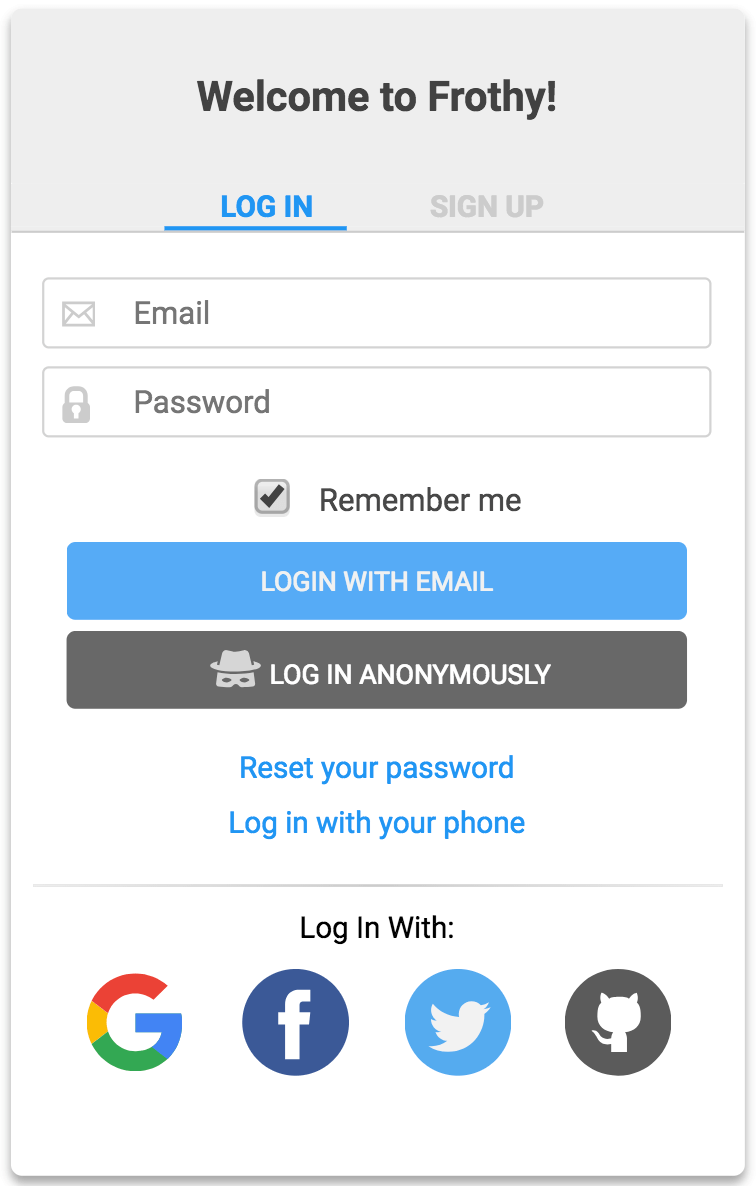 Welcome to Frothy!
LOG IN SIGN UP
Email
Password
Remember me
LOGIN WITH EMAIL
LOG IN ANONYMOUSLY
Reset your password
Log in with your phone
Log In With: